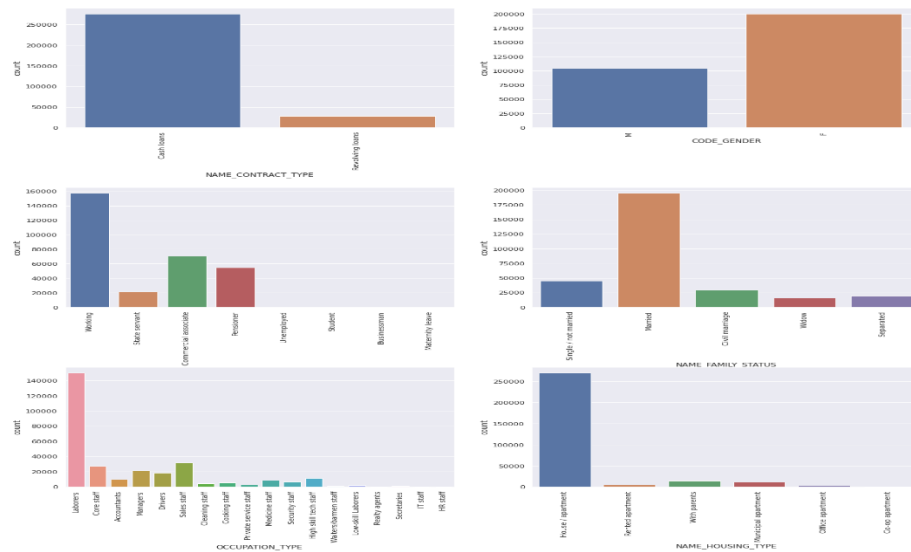 250000
200000
150000
100000
50000
0
count
Cash loans
Revolving loans
NAME_CONTRACT_TYPE
200000
175000
150000
125000
100000
75000
50000
25000
0
count
M
F
CODE_GENDER
160000
140000
120000
100000
80000
60000
40000
20000
0
count
Working
State servant
Commercial associate
Pensioner
Unemployed
Student
Businessman
Maternity leave
200000
175000
150000
125000
100000
75000
50000
25000
0
count
Single / not married
Married
Civil marriage
Widow
Separated
NAME_FAMILY_STATUS
140000
120000
100000
80000
60000
40000
20000
0
count
Laborers
Core staff
Accountants
Managers
Drivers
Sales staff
Cleaning staff
Cooking staff
Private service staff
Medicine staff
Security staff
High skill tech staff
Waiters/barmen staff
Low-skill Laborers
Realty agents
Secretaries
IT staff
HR staff
OCCUPATION_TYPE
250000
200000
150000
100000
50000
0
count
House / apartment
Rented apartment
With parents
Municipal apartment
Office apartment
Co-op apartment
NAME_HOUSING_TYPE